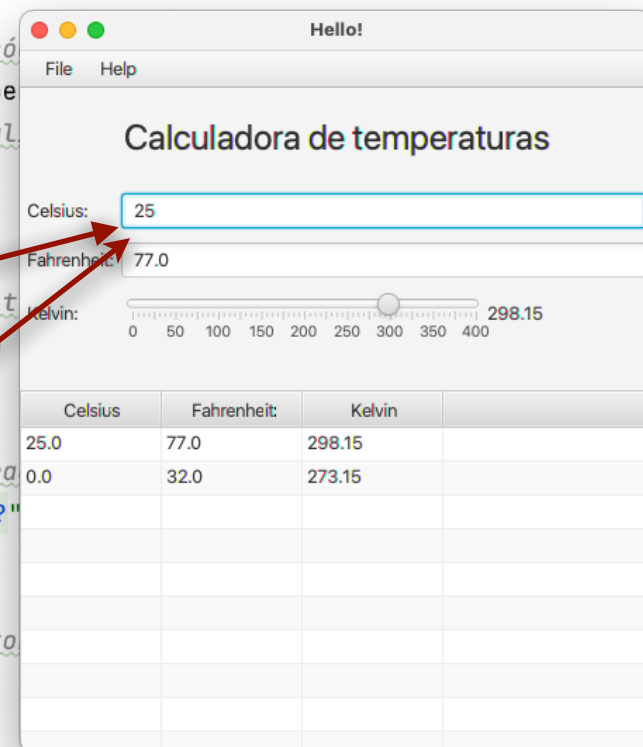 Hello!
File Help
Calculadora de temperaturas
Celsius: 25
Fahrenheit: 77.0
Kelvin: 298.15
0 50 100 150 200 250 300 350 400
Celsius Fahrenheit: Kelvin
25.0 77.0 298.15
0.0 32.0 273.15